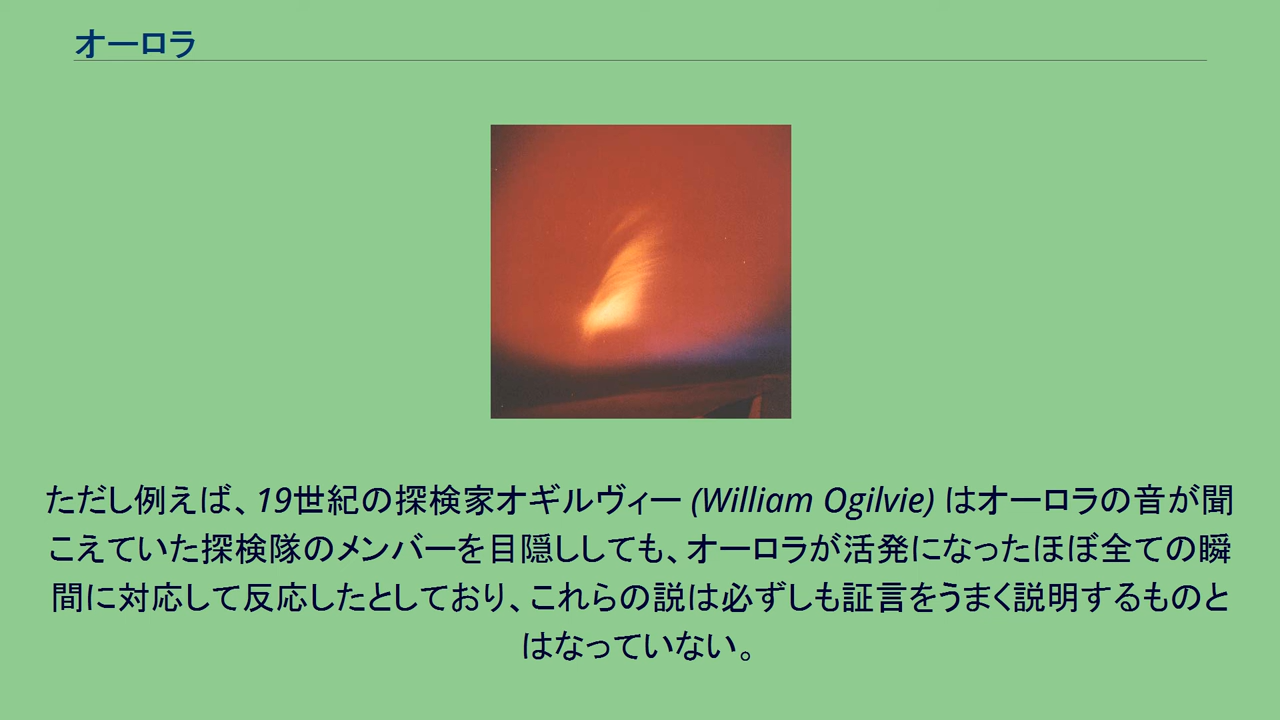 オーロラ
ただし例えば、19世紀の探検家オギルヴィー (William Ogilvie) はオーロラの音が聞
こえていた探検隊のメンバーを目隠ししても、オーロラが活発になったほぼ全ての瞬
間に対応して反応したとしており、これらの説は必ずしも証言をうまく説明するものと
はなっていない。